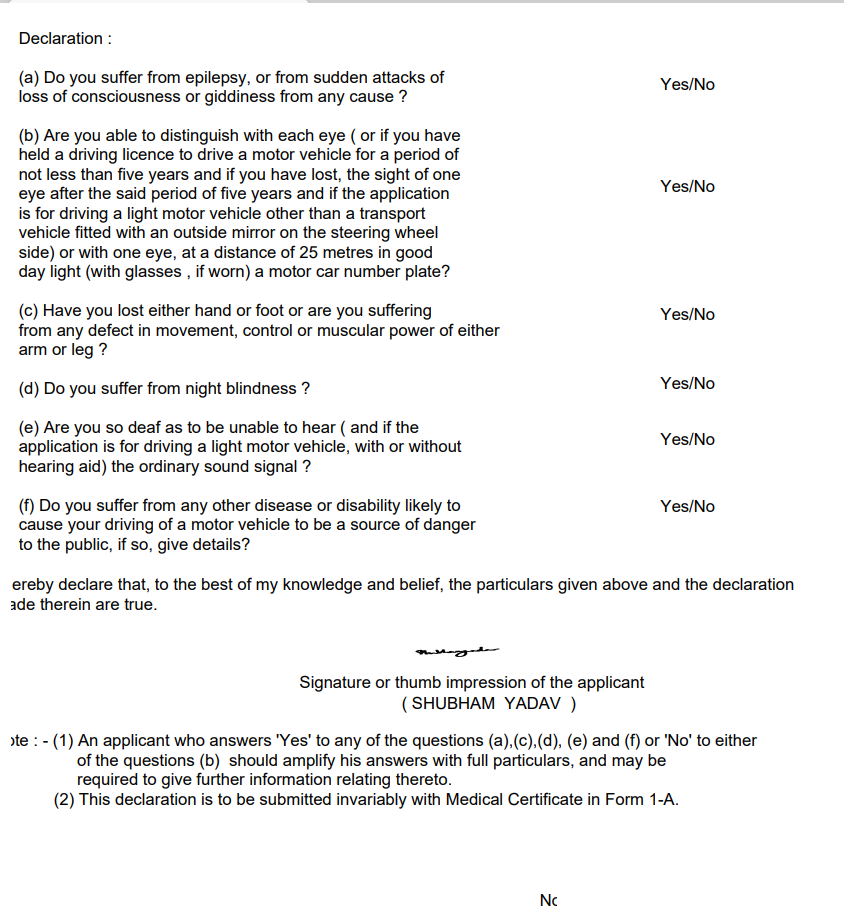 Declaration :
(a) Do you suffer from epilepsy, or from sudden attacks of
loss of consciousness or giddiness from any cause ?
Yes/No
(b) Are you able to distinguish with each eye ( or if you have
held a driving licence to drive a motor vehicle for a period of
not less than five years and if you have lost, the sight of one
eye after the said period of five years and if the application
is for driving a light motor vehicle other than a transport
vehicle fitted with an outside mirror on the steering wheel
side) or with one eye, at a distance of 25 metres in good
day light (with glasses , if worn) a motor car number plate?
Yes/No
(c) Have you lost either hand or foot or are you suffering
from any defect in movement, control or muscular power of either
arm or leg ?
Yes/No
(d) Do you suffer from night blindness ?
Yes/No
(e) Are you so deaf as to be unable to hear ( and if the
application is for driving a light motor vehicle, with or without
hearing aid) the ordinary sound signal ?
Yes/No
(f) Do you suffer from any other disease or disability likely to
cause your driving of a motor vehicle to be a source of danger
to the public, if so, give details?
Yes/No
ereby declare that, to the best of my knowledge and belief, the particulars given above and the declaration
ade therein are true.
Signature or thumb impression of the applicant
( SHUBHAM YADAV )
ote : - (1) An applicant who answers 'Yes' to any of the questions (a),(c),(d), (e) and (f) or 'No' to either
of the questions (b) should amplify his answers with full particulars, and may be
required to give further information relating thereto.
(2) This declaration is to be submitted invariably with Medical Certificate in Form 1-A.